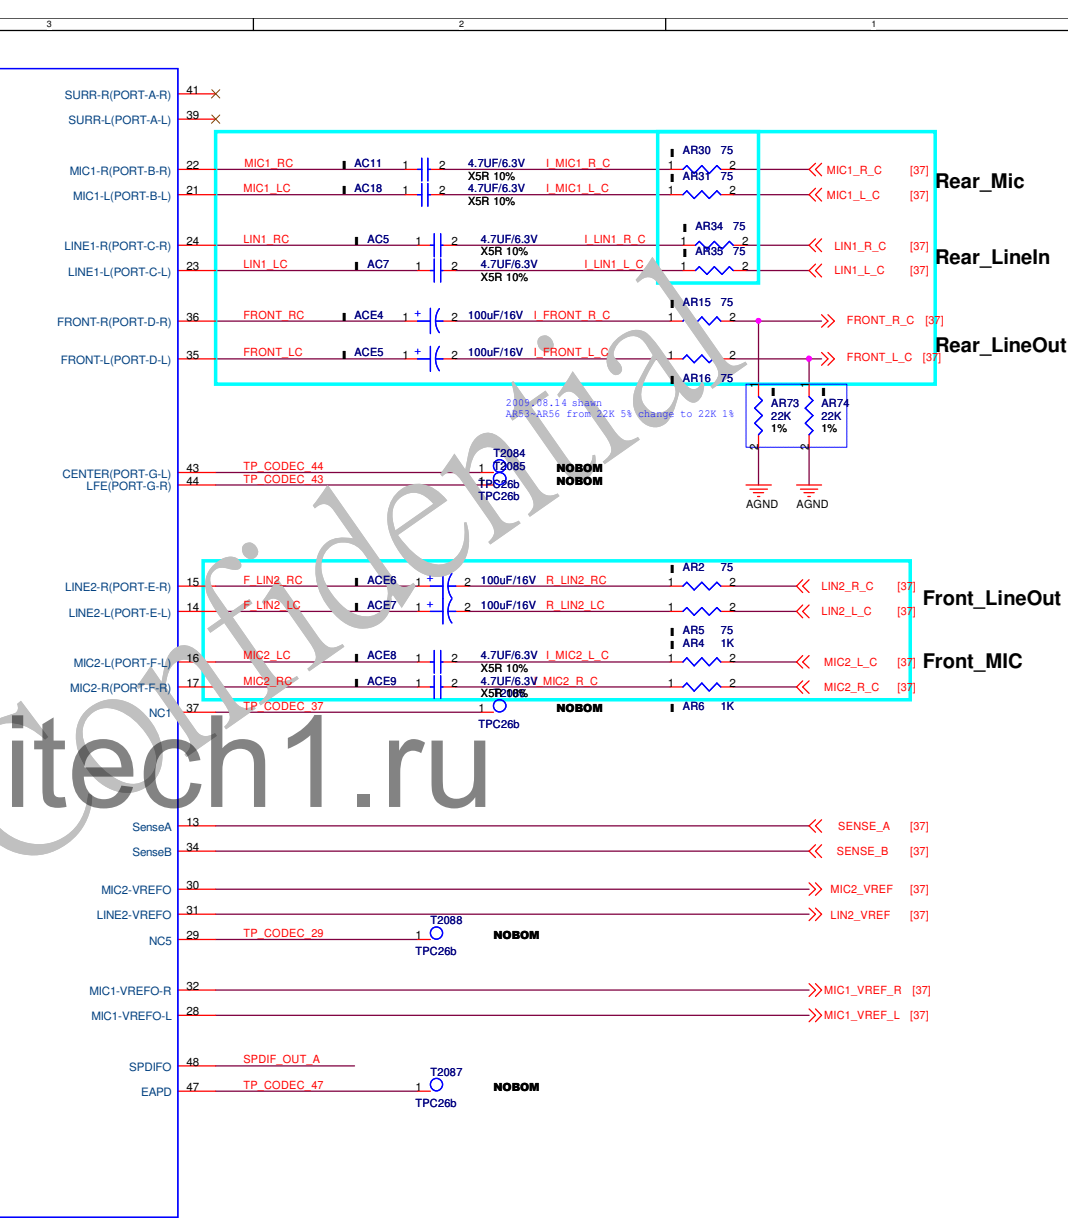 3 2 1
SURR-R(PORT-A-R) 41
SURR-L(PORT-A-L) 39
AR30 75
MIC1-R(PORT-B-R) 22 MIC1_RC AC11 1 2 4.7UF/6.3V I_MIC1_R_C 1 2 MIC1_R_C [37]
X5R 10% AR31 75
Rear_Mic
MIC1-L(PORT-B-L) 21 MIC1_LC AC18 1 2 4.7UF/6.3V I_MIC1_L_C 1 2 MIC1_L_C [37]
X5R 10%
AR34 75
LINE1-R(PORT-C-R) 24 LIN1_RC AC5 1 2 4.7UF/6.3V I_LIN1_R_C 1 2 LIN1_R_C [37]
X5R 10% AR35 75
Rear_LineIn
LINE1-L(PORT-C-L) 23 LIN1_LC AC7 1 2 4.7UF/6.3V I_LIN1_L_C 1 2 LIN1_L_C [37]
X5R 10%
AR15 75
FRONT-R(PORT-D-R) 36 FRONT_RC ACE4 1 + 2 100uF/16V I_FRONT_R_C 1 2 FRONT_R_C [37]
Rear_LineOut
FRONT-L(PORT-D-L) 35 FRONT_LC ACE5 1 + 2 100uF/16V I_FRONT_L_C 1 2 FRONT_L_C [37]
AR16 75
2009.08.14 shawn
AR53~AR56 from 22K 5% change to 22K 1%
1 AR73 22K 1% 2
1 AR74 22K 1% 2
AGND AGND
T2084
CENTER(PORT-G-L) 43 TP_CODEC_44 1 T2085 NOBOM
LFE(PORT-G-R) 44 TP_CODEC_43 1 TPC26b NOBOM
TPC26b
AR2 75
LINE2-R(PORT-E-R) 15 F_LIN2_RC ACE6 1 + 2 100uF/16V R_LIN2_RC 1 2 LIN2_R_C [37]
Front_LineOut
LINE2-L(PORT-E-L) 14 F_LIN2_LC ACE7 1 + 2 100uF/16V R_LIN2_LC 1 2 LIN2_L_C [37]
AR5 75
AR4 1K
MIC2-L(PORT-F-L) 16 MIC2_LC ACE8 1 2 4.7UF/6.3V I_MIC2_L_C 1 2 MIC2_L_C [37]
X5R 10%
Front_MIC
MIC2-R(PORT-F-R) 17 MIC2_RC ACE9 1 2 4.7UF/6.3V MIC2_R_C 1 2 MIC2_R_C [37]
X5R 10%
NC1 37 TP_CODEC_37 1 NOBOM AR6 1K
TPC26b
Confidential
itech1.ru
SenseA 13 SENSE_A [37]
SenseB 34 SENSE_B [37]
MIC2-VREFO 30 MIC2_VREF [37]
LINE2-VREFO 31 LIN2_VREF [37]
T2088
NC5 29 TP_CODEC_29 1 NOBOM
TPC26b
MIC1-VREFO-R 32 MIC1_VREF_R [37]
MIC1-VREFO-L 28 MIC1_VREF_L [37]
SPDIFO 48 SPDIF_OUT_A
T2087
EAPD 47 TP_CODEC_47 1 NOBOM
TPC26b